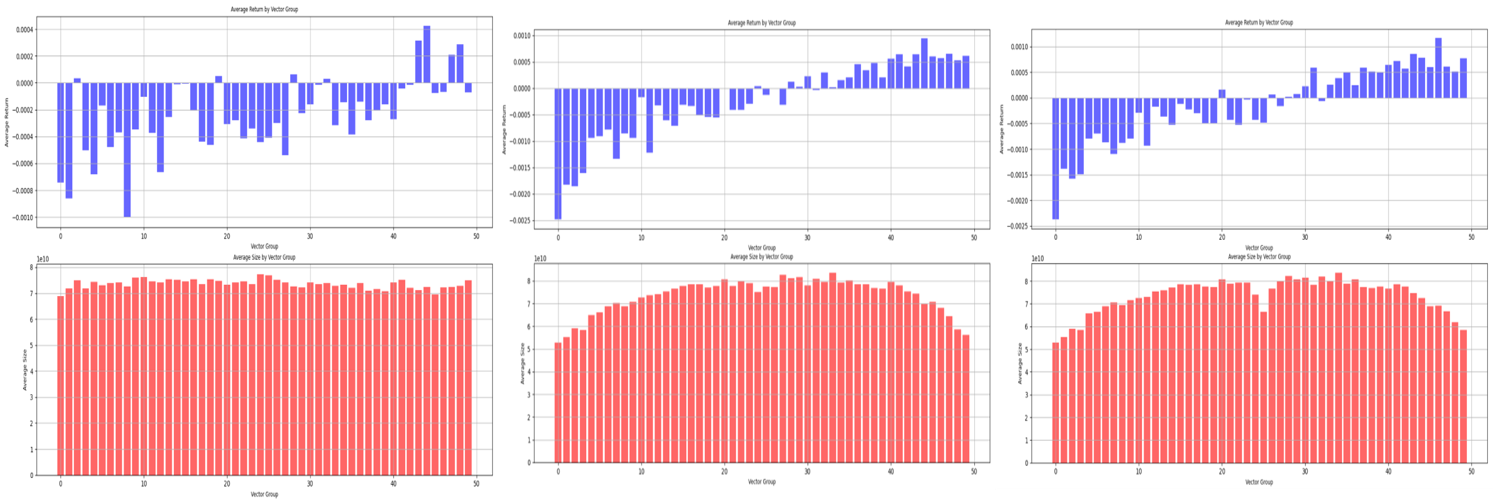 Average Return by Vector Group
0.0004
0.0002
0.0000
−0.0002
−0.0004
−0.0006
−0.0008
−0.0010
Average Return
0 10 20 30 40 50
Vector Group
Average Size by Vector Group
1e10
8
7
6
5
4
3
2
1
0
Average Size
0 10 20 30 40 50
Vector Group
Average Return by Vector Group
0.0010
0.0005
0.0000
−0.0005
−0.0010
−0.0015
−0.0020
−0.0025
Average Return
0 10 20 30 40 50
Vector Group
Average Size by Vector Group
1e10
8
7
6
5
4
3
2
1
0
Average Size
0 10 20 30 40 50
Vector Group
Average Return by Vector Group
0.0010
0.0005
0.0000
−0.0005
−0.0010
−0.0015
−0.0020
−0.0025
Average Return
0 10 20 30 40 50
Vector Group
Average Size by Vector Group
1e10
8
7
6
5
4
3
2
1
0
Average Size
0 10 20 30 40 50
Vector Group